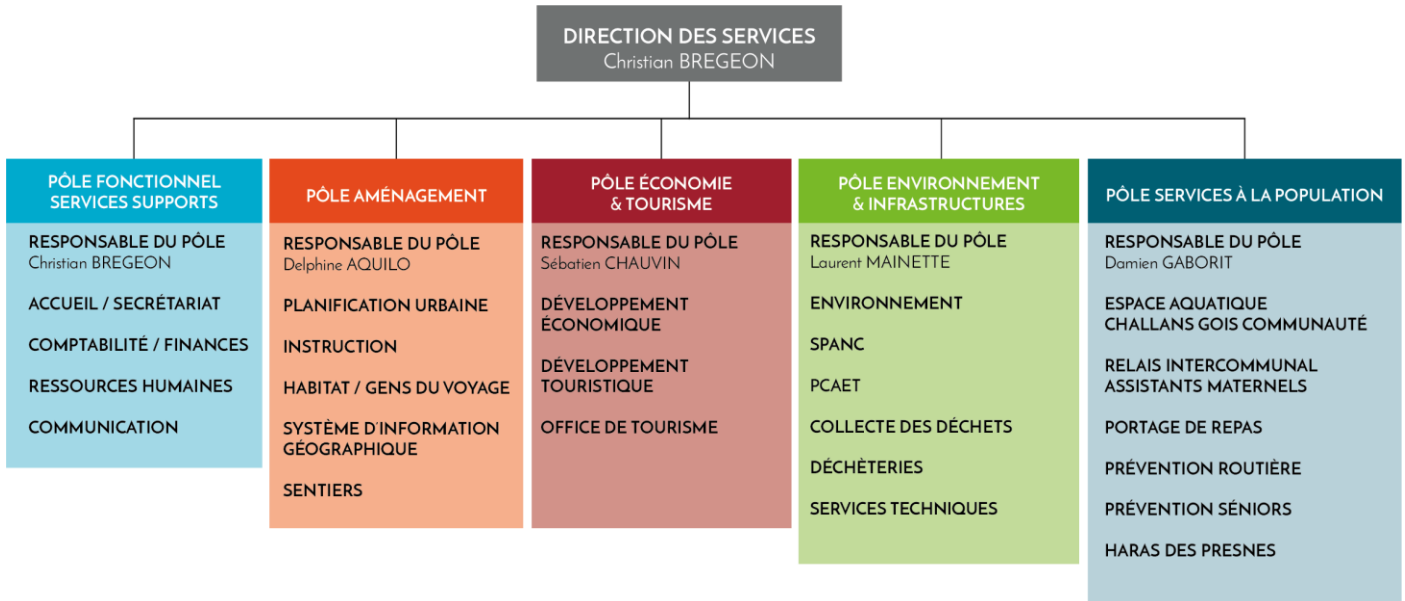 DIRECTION DES SERVICES
Christian BREGEON
PÔLE FONCTIONNEL
SERVICES SUPPORTS
RESPONSABLE DU PÔLE
Christian BREGEON
ACCUEIL / SECRÉTARIAT
COMPTABILITÉ / FINANCES
RESSOURCES HUMAINES
COMMUNICATION
PÔLE AMÉNAGEMENT
RESPONSABLE DU PÔLE
Delphine AQUILO
PLANIFICATION URBAINE
INSTRUCTION
HABITAT / GENS DU VOYAGE
SYSTÈME D'INFORMATION
GÉOGRAPHIQUE
SENTIERS
PÔLE ÉCONOMIE
& TOURISME
RESPONSABLE DU PÔLE
Sébatien CHAUVIN
DÉVELOPPEMENT
ÉCONOMIQUE
DÉVELOPPEMENT
TOURISTIQUE
OFFICE DE TOURISME
PÔLE ENVIRONNEMENT
& INFRASTRUCTURES
RESPONSABLE DU PÔLE
Laurent MAINETTE
ENVIRONNEMENT
SPANC
PCAET
COLLECTE DES DÉCHETS
DÉCHÈTERIES
SERVICES TECHNIQUES
PÔLE SERVICES À LA POPULATION
RESPONSABLE DU PÔLE
Damien GABORIT
ESPACE AQUATIQUE
CHALLANS GOIS COMMUNAUTÉ
RELAIS INTERCOMMUNAL
ASSISTANTS MATERNELS
PORTAGE DE REPAS
PRÉVENTION ROUTIÈRE
PRÉVENTION SÉNIORS
HARAS DES PRESNES